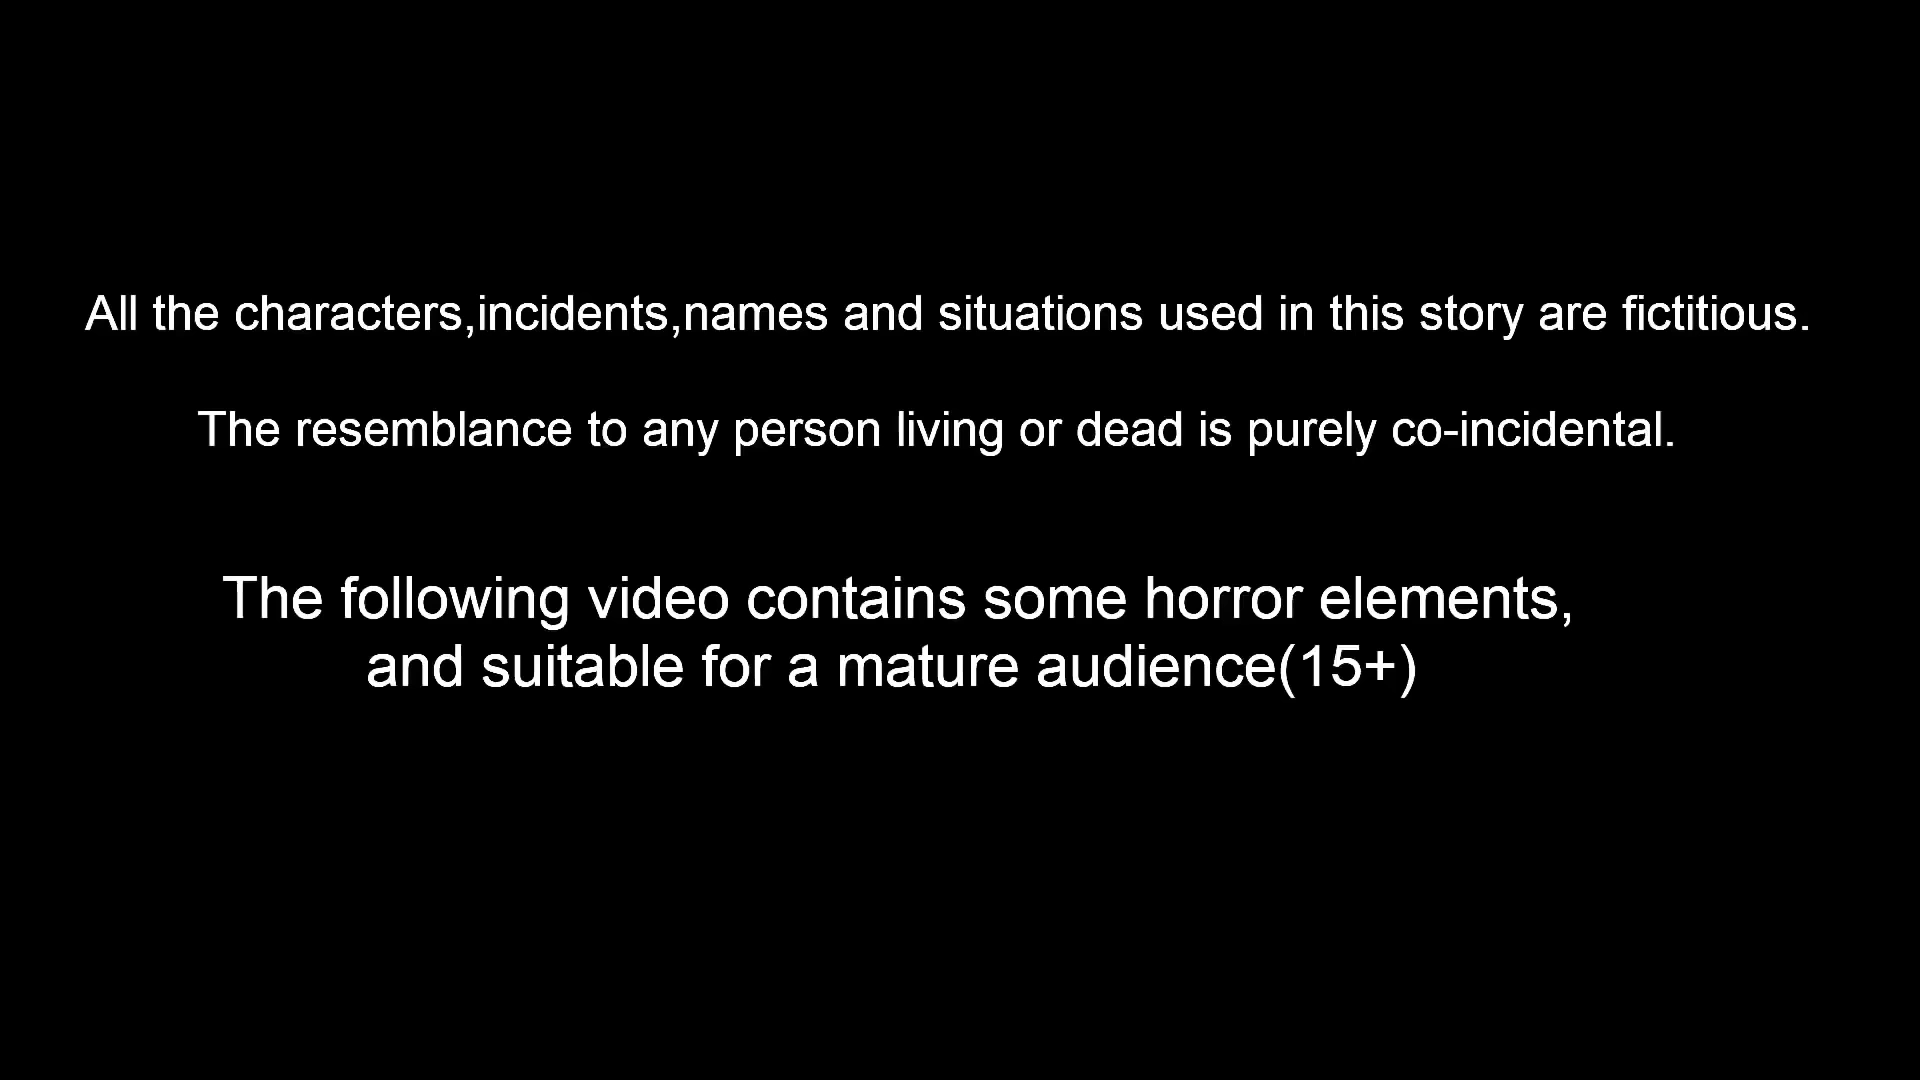 All the characters,incidents,names and situations used in this story are fictitious.
The resemblance to any person living or dead is purely co-incidental.
The following video contains some horror elements,
and suitable for a mature audience(15+)